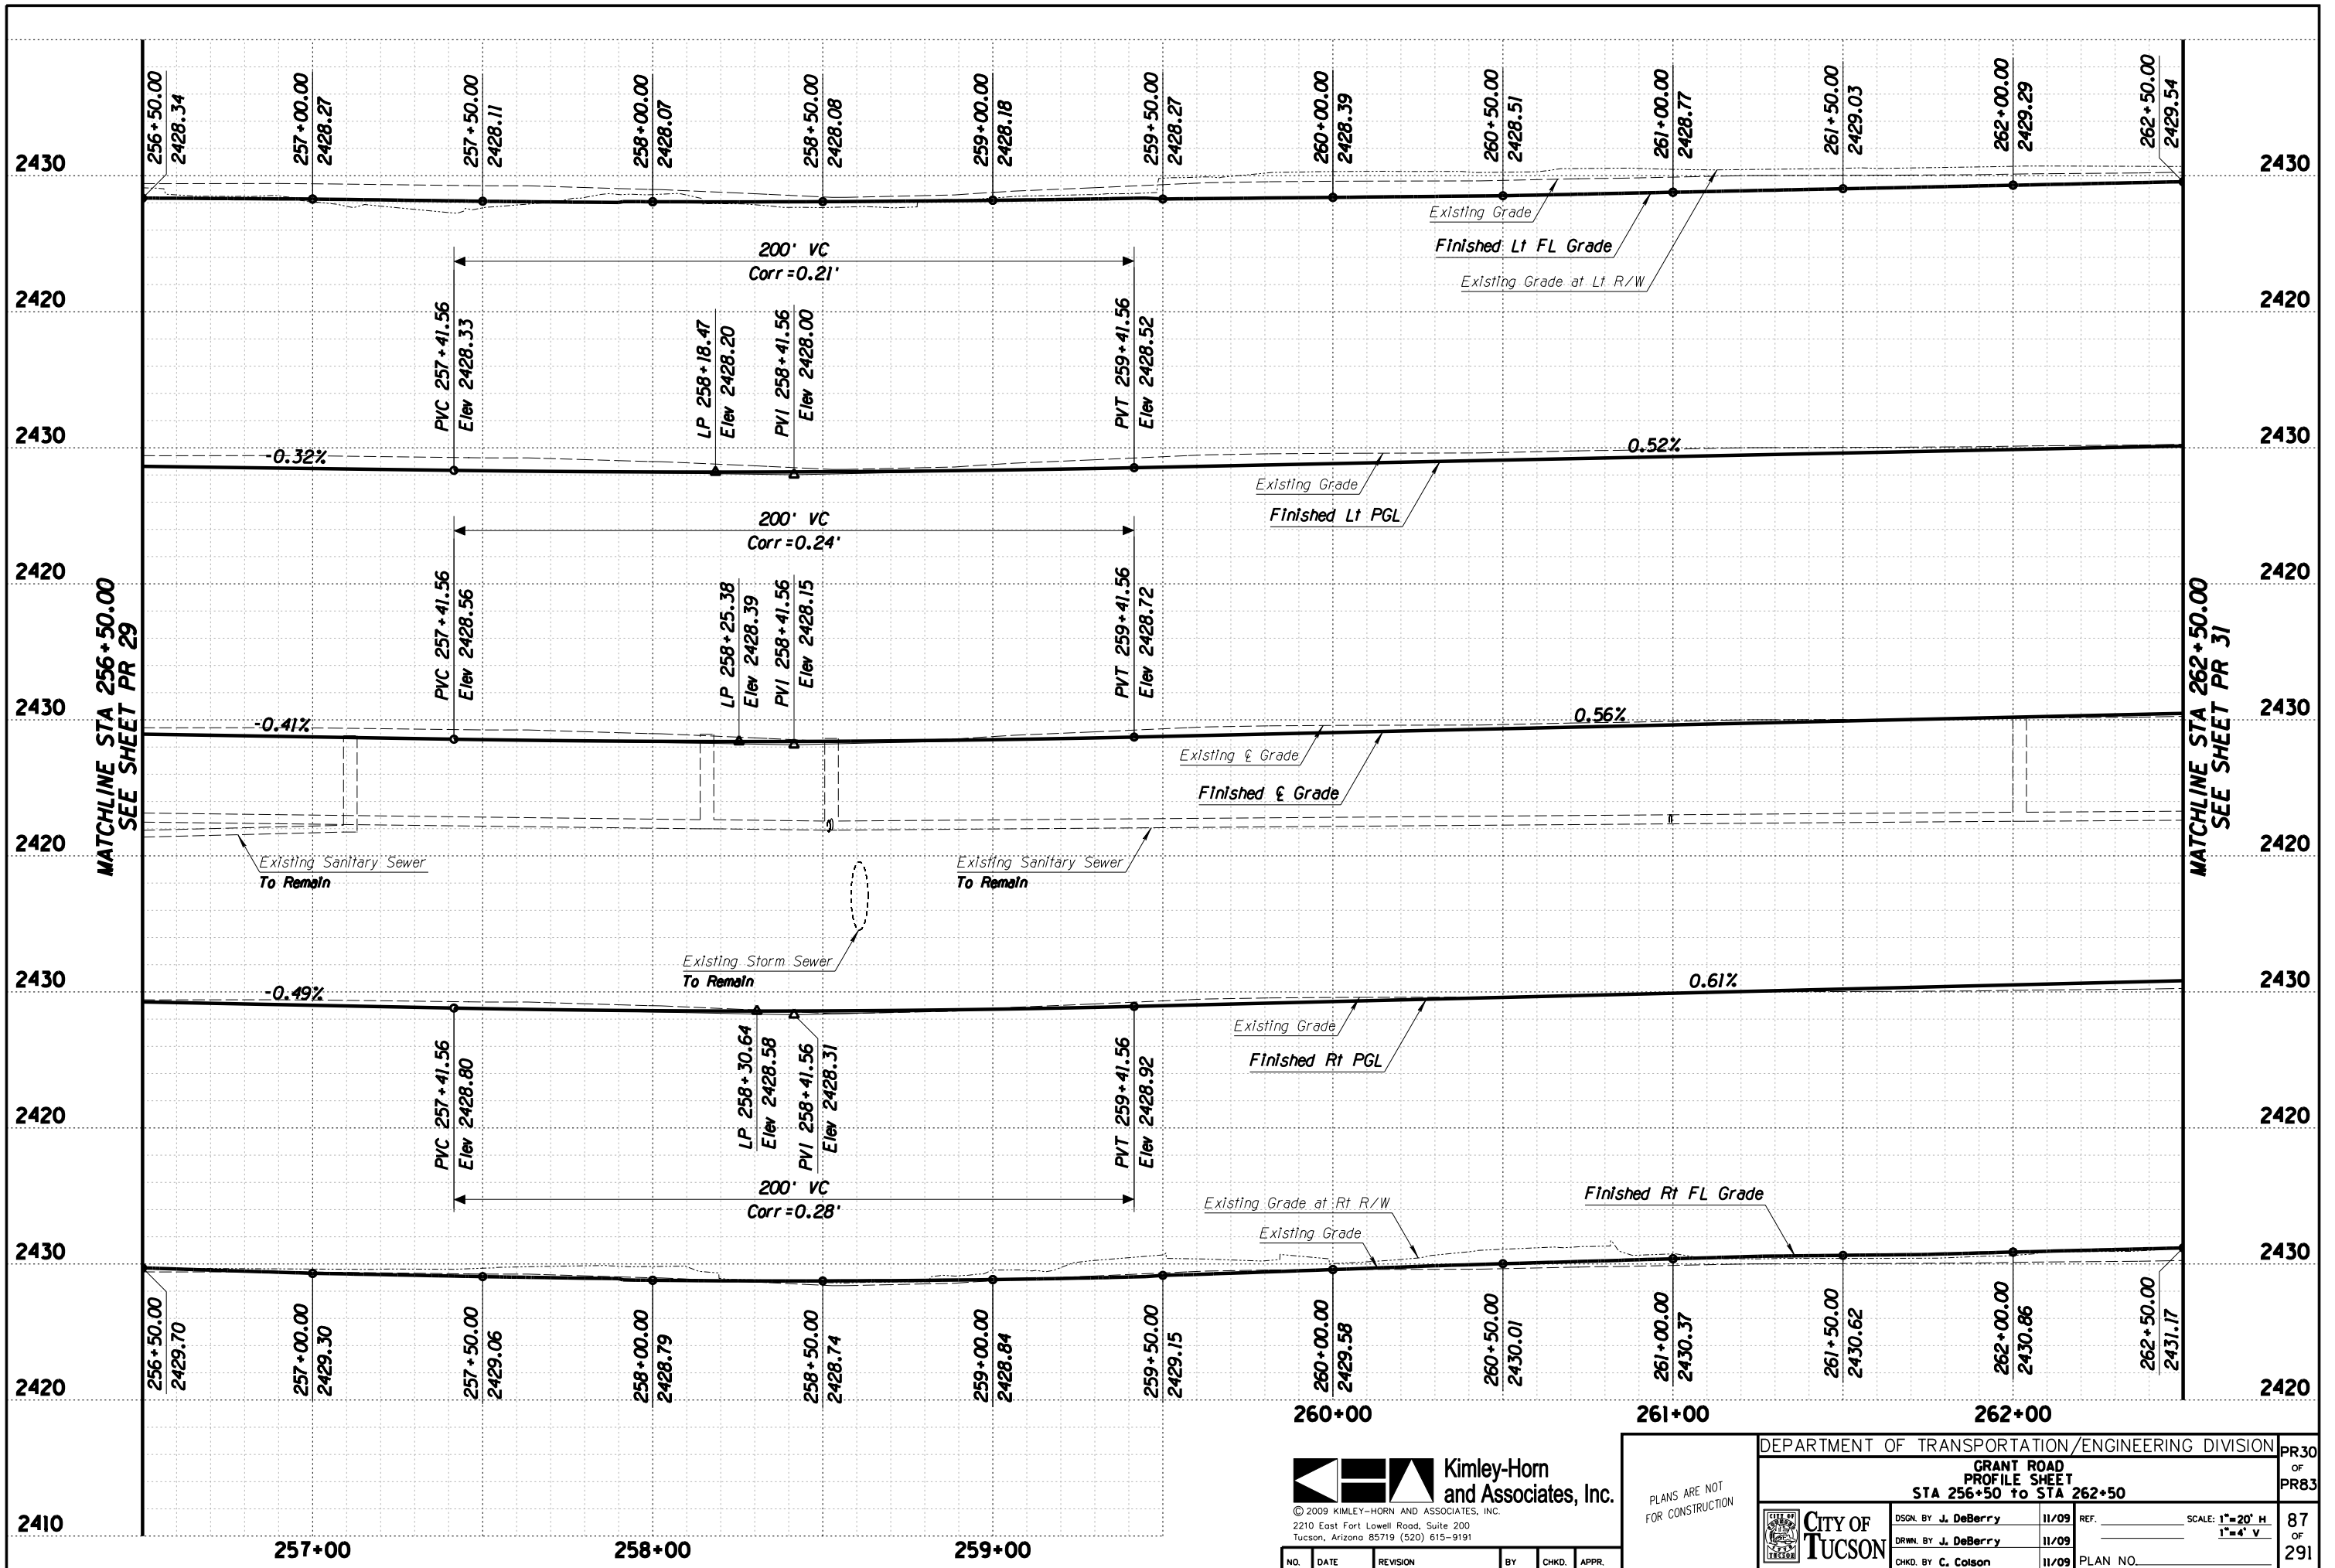 256+50.00
2428.34
257+00.00
2428.27
257+50.00
2428.11
258+00.00
2428.07
258+50.00
2428.08
259+00.00
2428.18
259+50.00
2428.27
260+00.00
2428.39
260+50.00
2428.51
261+00.00
2428.77
261+50.00
2429.03
262+00.00
2429.29
262+50.00
2429.54
2430
2430
Existing Grade
Finished Lt FL Grade
Existing Grade at Lt R/W
200' VC
Corr=0.21'
2420
2420
PVC 257+41.56
Elev 2428.33
LP 258+18.47
Elev 2428.20
PVI 258+41.56
Elev 2428.00
PVT 259+41.56
Elev 2428.52
2430
2430
-0.32%
0.52%
Existing Grade
Finished Lt PGL
200' VC
Corr=0.24'
2420
2420
MATCHLINE STA 256+50.00
SEE SHEET PR 29
PVC 257+41.56
Elev 2428.56
LP 258+25.38
Elev 2428.39
PVI 258+41.56
Elev 2428.15
PVT 259+41.56
Elev 2428.72
MATCHLINE STA 262+50.00
SEE SHEET PR 31
2430
2430
-0.41%
0.56%
Existing ℄ Grade
Finished ℄ Grade
2420
2420
Existing Sanitary Sewer
To Remain
Existing Sanitary Sewer
To Remain
Existing Storm Sewer
To Remain
2430
2430
-0.49%
0.61%
Existing Grade
Finished Rt PGL
PVC 257+41.56
Elev 2428.80
LP 258+30.64
Elev 2428.58
PVI 258+41.56
Elev 2428.31
PVT 259+41.56
Elev 2428.92
2420
2420
200' VC
Corr=0.28'
Existing Grade at Rt R/W
Existing Grade
Finished Rt FL Grade
2430
2430
256+50.00
2429.70
257+00.00
2429.30
257+50.00
2429.06
258+00.00
2428.79
258+50.00
2428.74
259+00.00
2428.84
259+50.00
2429.15
260+00.00
2429.58
260+50.00
2430.01
261+00.00
2430.37
261+50.00
2430.62
262+00.00
2430.86
262+50.00
2431.17
2420
2420
260+00
261+00
262+00
2410
257+00
258+00
259+00
Kimley-Horn
and Associates, Inc.
© 2009 KIMLEY-HORN AND ASSOCIATES, INC.
2210 East Fort Lowell Road, Suite 200
Tucson, Arizona 85719 (520) 615-9191
NO. DATE REVISION BY CHKD. APPR.
PLANS ARE NOT
FOR CONSTRUCTION
DEPARTMENT OF TRANSPORTATION/ENGINEERING DIVISION
GRANT ROAD
PROFILE SHEET
STA 256+50 to STA 262+50
PR30
OF
PR83
CITY OF
TUCSON
CITY OF
TUCSON
DSGN. BY J. DeBerry 11/09
DRWN. BY J. DeBerry 11/09
CHKD. BY C. Colson 11/09
REF. SCALE: 1"=20' H
1"=4' V
PLAN NO.
87
OF
291